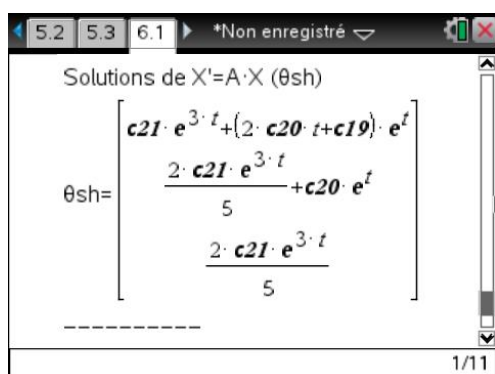 5.2 5.3 6.1 *Non enregistré
Solutions de X'=A·X (θsh)
θsh=
c21·e^(3·t)+(2·c20·t+c19)·e^t
2·c21·e^(3·t)/5+c20·e^t
2·c21·e^(3·t)/5
----------
1/11